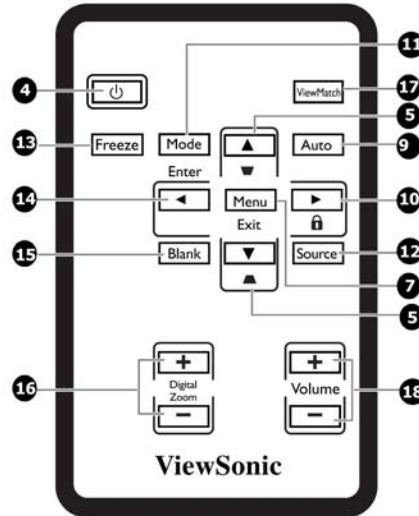 11
4
17
ViewMatch
5
13
Freeze
Mode
Auto
9
Enter
14
Menu
10
Exit
15
Blank
Source
12
7
5
16
+
+
Digital
Zoom
Volume
18
−
−
ViewSonic